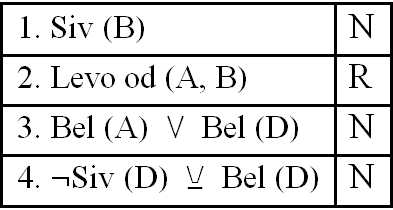 1. Siv (B) N
2. Levo od (A, B) R
3. Bel (A) \/ Bel (D) N
4. ¬Siv (D) ⊻ Bel (D) N